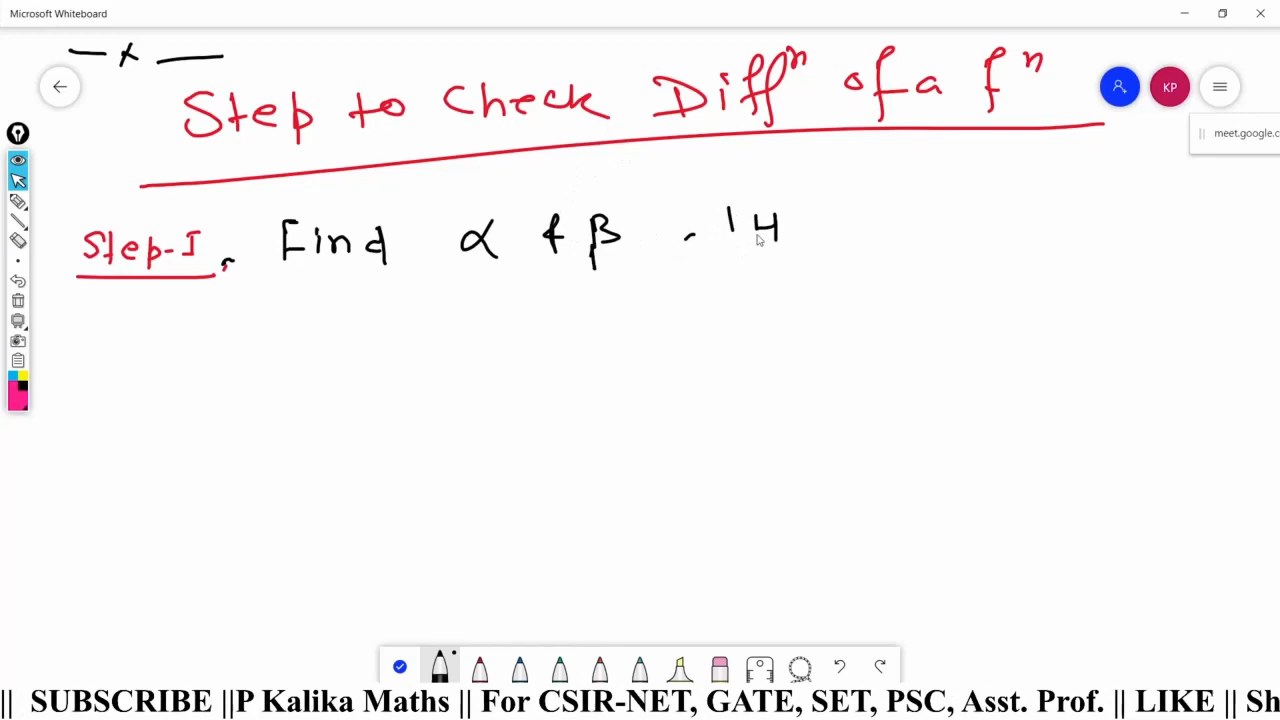 Microsoft Whiteboard
— x —
Step to Check Diffⁿ of a fⁿ
KP
meet.google.c
Step-I. Find α & β
|| SUBSCRIBE ||P Kalika Maths || For CSIR-NET, GATE, SET, PSC, Asst. Prof. || LIKE || Sh